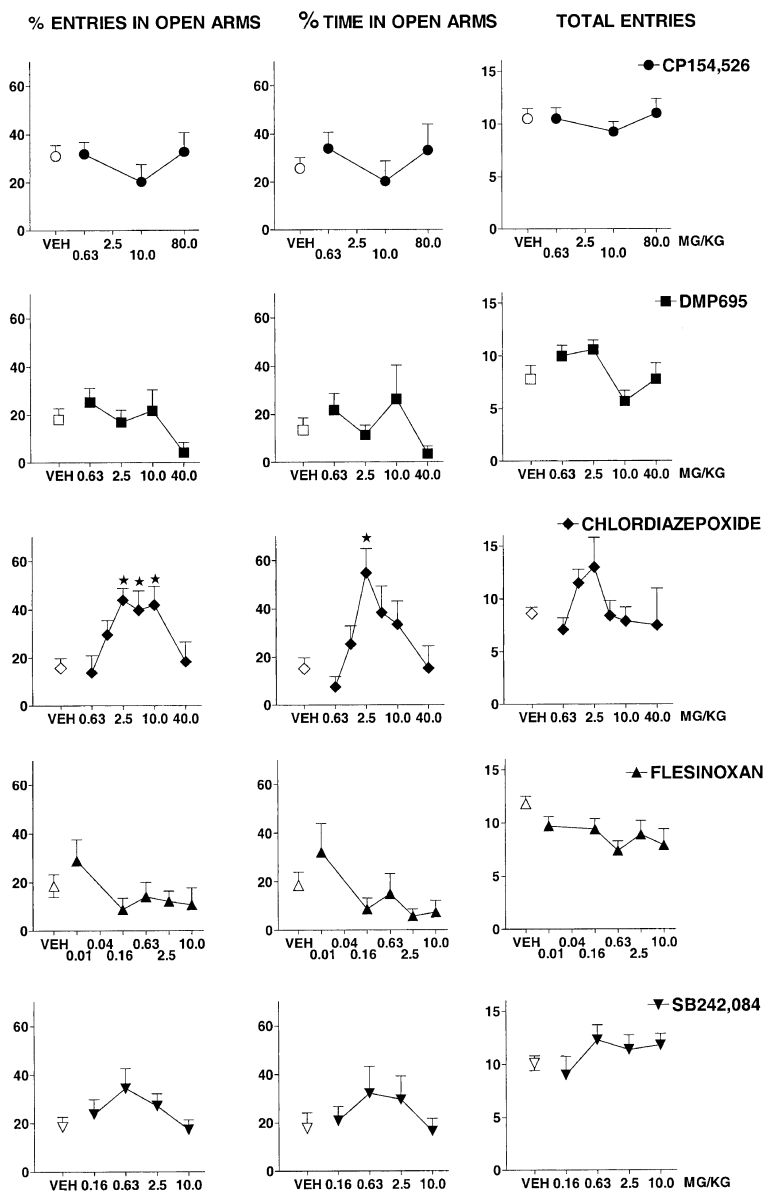 % ENTRIES IN OPEN ARMS % TIME IN OPEN ARMS TOTAL ENTRIES
CP154,526
60 60 15
40 40 10
20 20 5
0 0 0
VEH 2.5 80.0 VEH 2.5 80.0 VEH 2.5 80.0 MG/KG
0.63 10.0 0.63 10.0 0.63 10.0
DMP695
60 60 15
40 40 10
20 20 5
0 0 0
VEH 0.63 2.5 10.0 40.0 VEH 0.63 2.5 10.0 40.0 VEH 0.63 2.5 10.0 40.0 MG/KG
CHLORDIAZEPOXIDE
60 60 15
40 40 10
20 20 5
0 0 0
VEH 0.63 2.5 10.0 40.0 VEH 0.63 2.5 10.0 40.0 VEH 0.63 2.5 10.0 40.0 MG/KG
FLESINOXAN
60 60 15
40 40 10
20 20 5
0 0 0
VEH 0.04 0.63 10.0 VEH 0.04 0.63 10.0 VEH 0.04 0.63 10.0 MG/KG
0.01 0.16 2.5 0.01 0.16 2.5 0.01 0.16 2.5
SB242,084
60 60 15
40 40 10
20 20 5
0 0 0
VEH 0.16 0.63 2.5 10.0 VEH 0.16 0.63 2.5 10.0 VEH 0.16 0.63 2.5 10.0 MG/KG